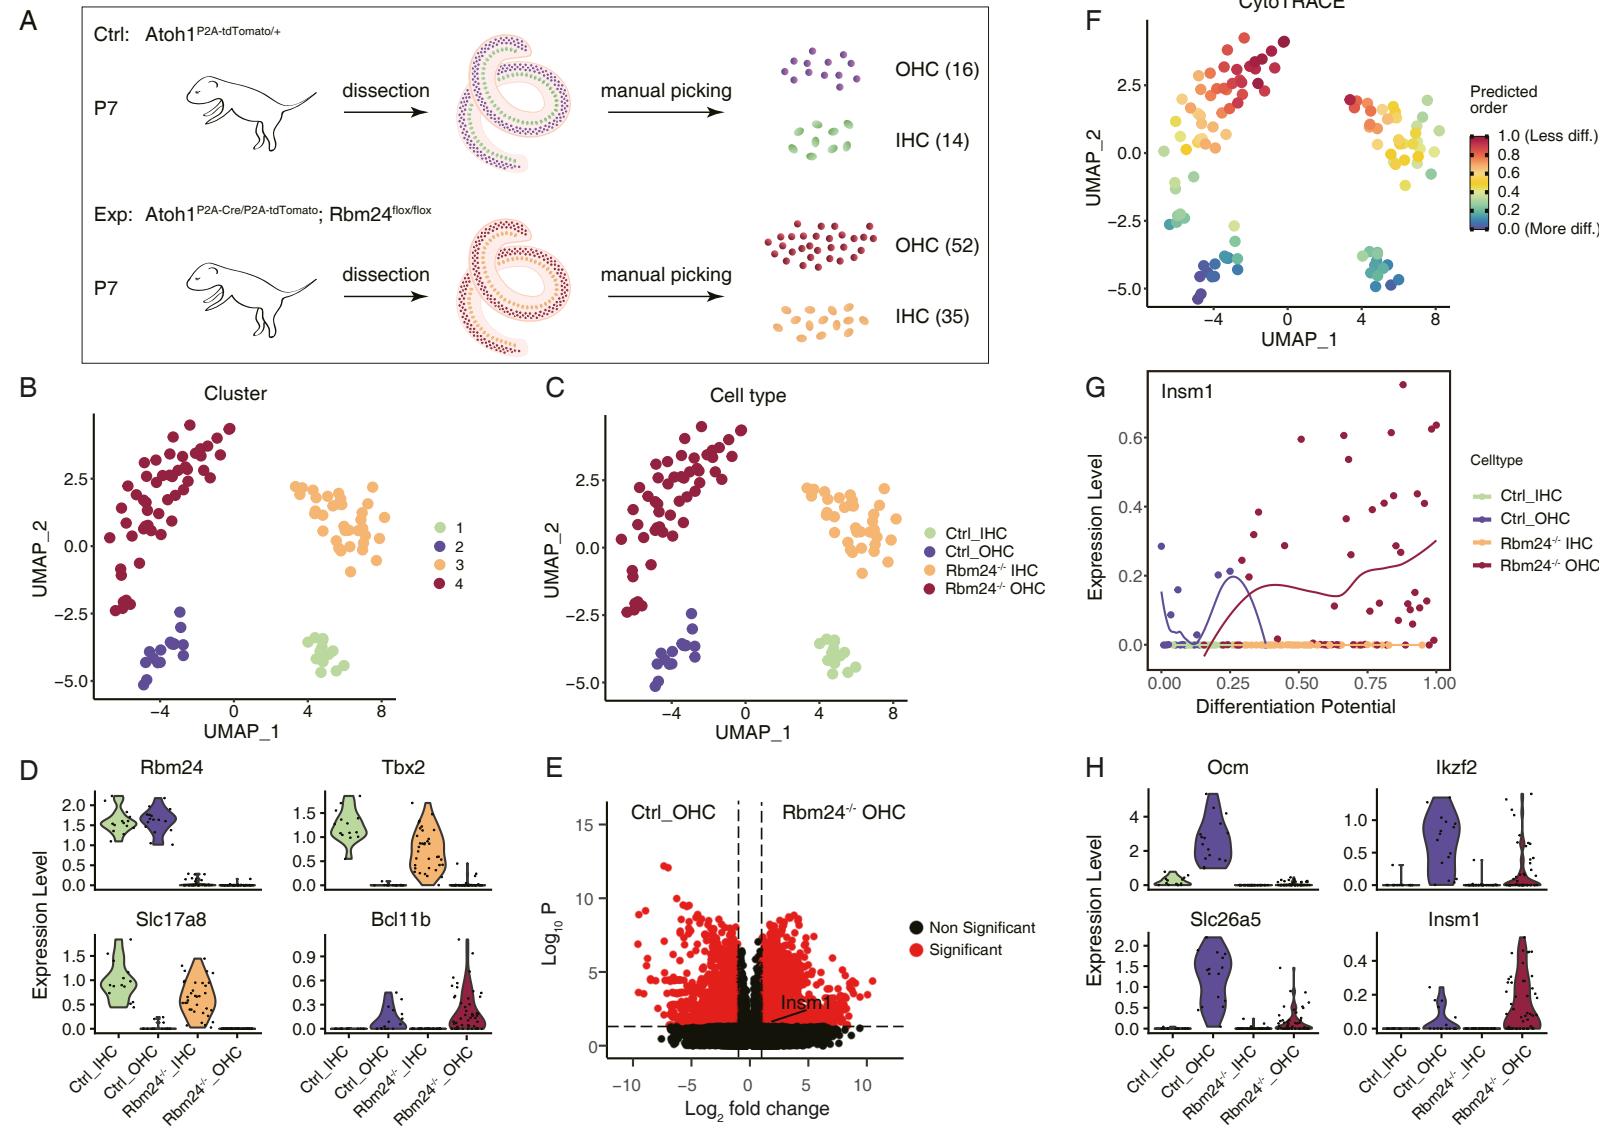 A
Ctrl: Atoh1P2A-tdTomato/+
P7
dissection
manual picking
OHC (16)
IHC (14)
Exp: Atoh1P2A-Cre/P2A-tdTomato; Rbm24flox/flox
P7
dissection
manual picking
OHC (52)
IHC (35)
B
Cluster
UMAP_2
2.5
0.0
−2.5
−5.0
−4
0
4
8
UMAP_1
1
2
3
4
C
Cell type
UMAP_2
2.5
0.0
−2.5
−5.0
−4
0
4
8
UMAP_1
Ctrl_IHC
Ctrl_OHC
Rbm24-/- IHC
Rbm24-/- OHC
D
Expression Level
Rbm24
2.0
1.5
1.0
0.5
0.0
Tbx2
1.5
1.0
0.5
0.0
Slc17a8
1.5
1.0
0.5
0.0
Bcl11b
0.9
0.6
0.3
0.0
Ctrl_IHC
Ctrl_OHC
Rbm24-/-_IHC
Rbm24-/-_OHC
Ctrl_IHC
Ctrl_OHC
Rbm24-/-_IHC
Rbm24-/-_OHC
E
Ctrl_OHC
Rbm24-/- OHC
Log10 P
15
10
5
0
Insm1
−10
−5
0
5
10
Log2 fold change
Non Significant
Significant
F
CytoTRACE
UMAP_2
2.5
0.0
−2.5
−5.0
−4
0
4
8
UMAP_1
Predicted
order
1.0 (Less diff.)
0.8
0.6
0.4
0.2
0.0 (More diff.)
G
Insm1
Expression Level
0.6
0.4
0.2
0.0
0.00
0.25
0.50
0.75
1.00
Differentiation Potential
Celltype
Ctrl_IHC
Ctrl_OHC
Rbm24-/- IHC
Rbm24-/- OHC
H
Expression Level
Ocm
4
2
0
Ikzf2
1.0
0.5
0.0
Slc26a5
2.0
1.5
1.0
0.5
0.0
Insm1
0.4
0.2
0.0
Ctrl_IHC
Ctrl_OHC
Rbm24-/-_IHC
Rbm24-/-_OHC
Ctrl_IHC
Ctrl_OHC
Rbm24-/-_IHC
Rbm24-/-_OHC